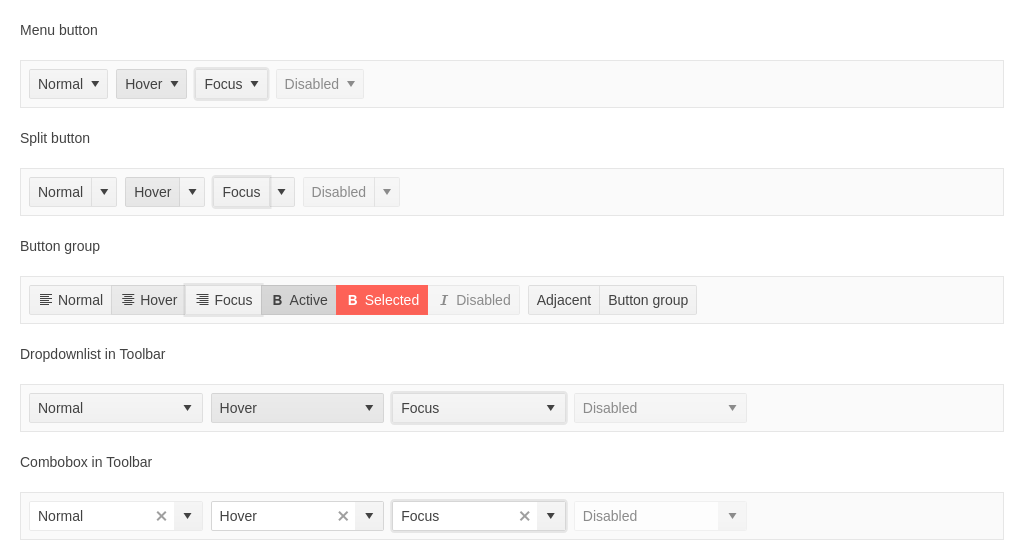 Menu button
Normal Hover Focus Disabled
Split button
Normal Hover Focus Disabled
Button group
Normal Hover Focus B Active B Selected I Disabled Adjacent Button group
Dropdownlist in Toolbar
Normal Hover Focus Disabled
Combobox in Toolbar
Normal Hover Focus Disabled